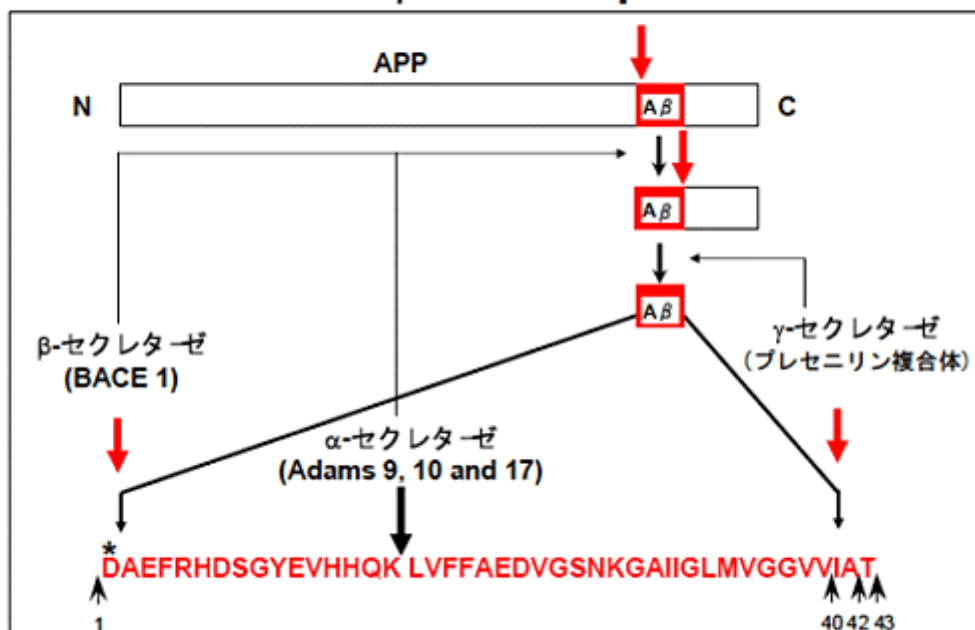 APP
N
Aβ
C
Aβ
Aβ
β-セクレターゼ
(BACE 1)
γ-セクレターゼ
(プレセニリン複合体)
α-セクレターゼ
(Adams 9, 10 and 17)
*
DAEFRHDSGYEVHHQK LVFFAEDVGSNKGAIIGLMVGGVVIAT
1
40 42 43